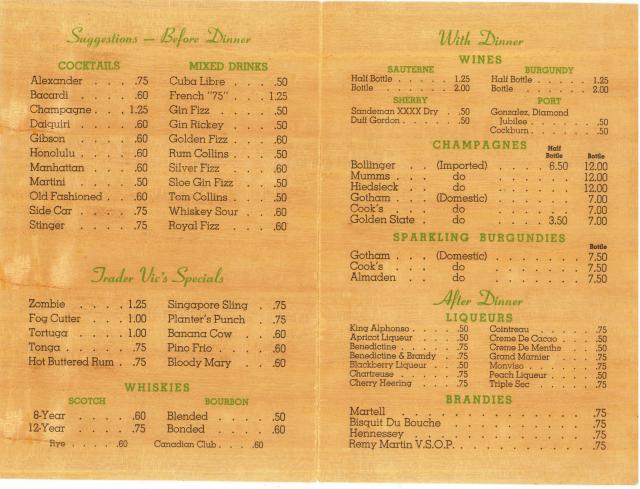 Suggestions — Before Dinner
COCKTAILS
Alexander . . . . .75
Bacardi . . . . .60
Champagne . . . . 1.25
Daiquiri . . . . .60
Gibson . . . . .60
Honolulu . . . . .60
Manhattan . . . . .60
Martini . . . . .50
Old Fashioned . . .60
Side Car . . . . .75
Stinger . . . . .75
MIXED DRINKS
Cuba Libre . . . .50
French "75" . . . 1.25
Gin Fizz . . . . .50
Gin Rickey . . . .50
Golden Fizz . . . .60
Rum Collins . . . .50
Silver Fizz . . . .60
Sloe Gin Fizz . . .50
Tom Collins . . . .50
Whiskey Sour . . .60
Royal Fizz . . . .60
Trader Vic's Specials
Zombie . . . . 1.25
Fog Cutter . . . 1.00
Tortuga . . . . 1.00
Tonga . . . . .75
Hot Buttered Rum . .75
Singapore Sling . . .75
Planter's Punch . . .75
Banana Cow . . . .60
Pino Frio . . . . .60
Bloody Mary . . . .60
WHISKIES
SCOTCH
8-Year . . . . .60
12-Year . . . . .75
BOURBON
Blended . . . . .50
Bonded . . . . .60
Rye . . . . .60 Canadian Club . . . .60
With Dinner
WINES
SAUTERNE
Half Bottle . . . . 1.25
Bottle . . . . 2.00
BURGUNDY
Half Bottle . . . . 1.25
Bottle . . . . 2.00
SHERRY
Sandeman XXXX Dry . .50
Duff Gordon . . . . .50
PORT
Gonzalez, Diamond
Jubilee . . . . .50
Cockburn . . . . .50
CHAMPAGNES
Half Bottle Bottle
Bollinger . . (Imported) . . . 6.50 12.00
Mumms . . . do 12.00
Hiedsieck . . . do 12.00
Gotham . . . (Domestic) 7.00
Cook's . . . do 7.00
Golden State . . do . . . 3.50 7.00
SPARKLING BURGUNDIES
Bottle
Gotham . . . (Domestic) . . . 7.50
Cook's . . . do . . . 7.50
Almaden . . . do . . . 7.50
After Dinner
LIQUEURS
King Alphonso . . . .50
Apricot Liqueur . . . .50
Benedictine . . . . .75
Benedictine & Brandy . .75
Blackberry Liqueur . . .50
Chartreuse . . . . .75
Cherry Heering . . . .75
Cointreau . . . . .75
Creme De Cacao . . . .50
Creme De Menthe . . . .50
Grand Marnier . . . .75
Monviso . . . . .75
Peach Liqueur . . . .50
Triple Sec . . . . .75
BRANDIES
Martell . . . . .75
Bisquit Du Bouche . . . . .75
Hennessey . . . . .75
Remy Martin V.S.O.P. . . . . .75